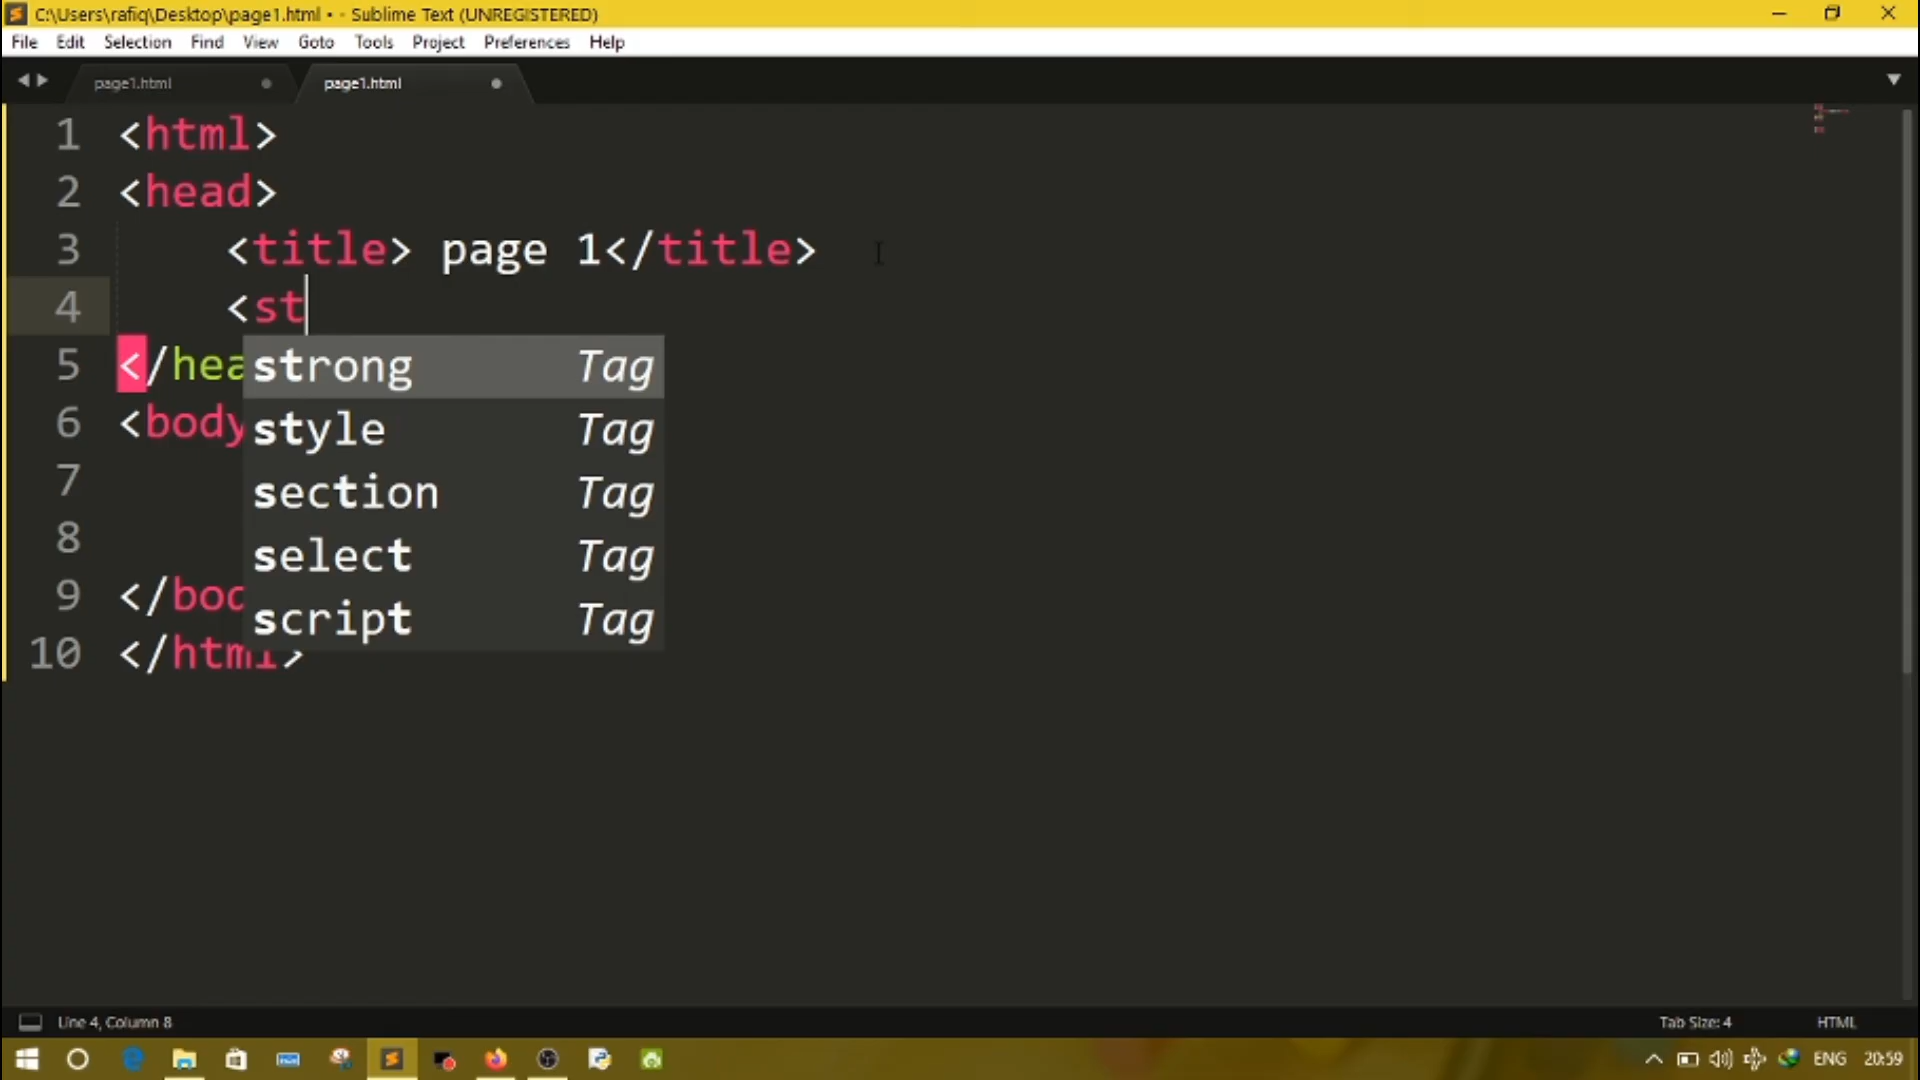 C:\Users\rafiq\Desktop\page1.html • - Sublime Text (UNREGISTERED)
File Edit Selection Find View Goto Tools Project Preferences Help
page1.html page1.html
1 <html>
2 <head>
3 <title> page 1</title>
4 <st
5 </hea
strong Tag
6 <body
style Tag
7
section Tag
8
select Tag
9 </bod
script Tag
10 </html>
Line 4, Column 8 Tab Size: 4 HTML
ENG 20:59